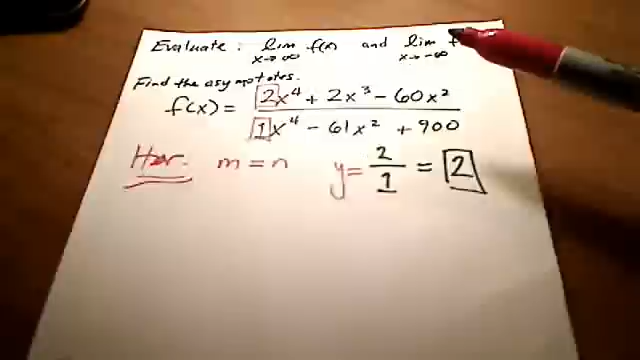 Evaluate: lim x→∞ f(x) and lim x→-∞
Find the asymptotes.
f(x) = (2x⁴ + 2x³ - 60x²) / (1x⁴ - 61x² + 900)
Hor. m = n y = 2/1 = 2